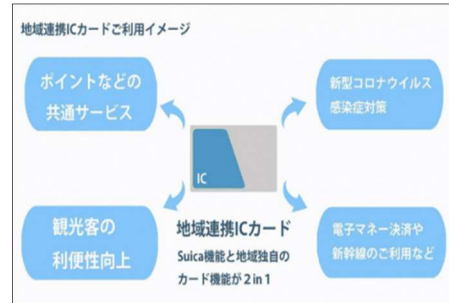 地域連携ICカードご利用イメージ
ポイントなどの
共通サービス
新型コロナウイルス
感染症対策
IC
観光客の
利便性向上
地域連携ICカード
Suica機能と地域独自の
カード機能が2 in 1
電子マネー決済や
新幹線のご利用など